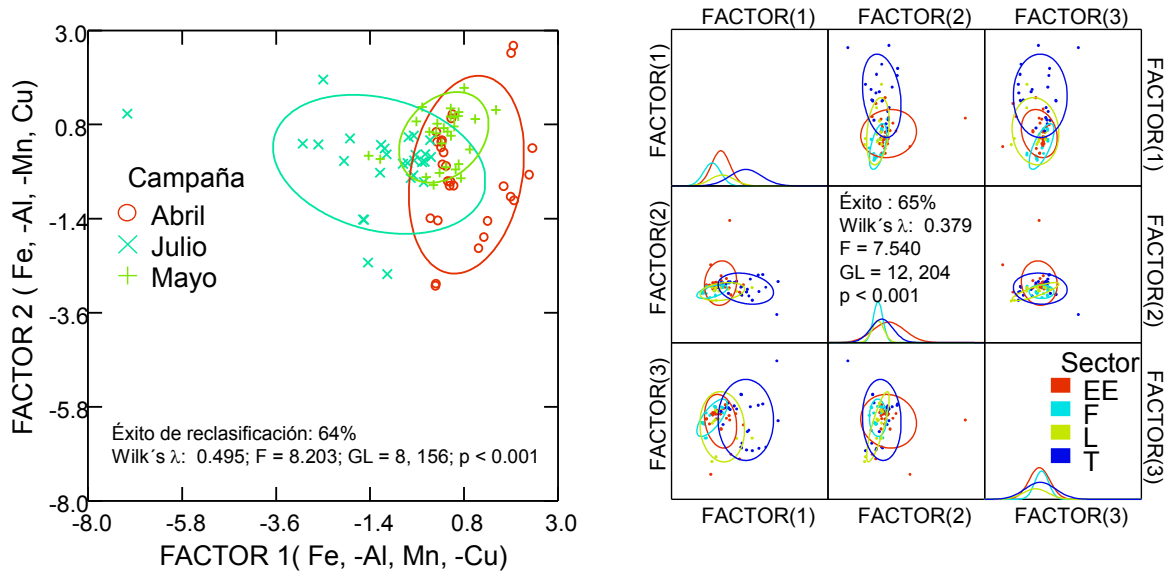 3.0
0.8
-1.4
-3.6
-5.8
-8.0
FACTOR 2 ( Fe, -Al, -Mn, Cu)
Campaña
Abril
Julio
Mayo
Éxito de reclasificación: 64%
Wilk´s λ: 0.495; F = 8.203; GL = 8, 156; p < 0.001
-8.0 -5.8 -3.6 -1.4 0.8 3.0
FACTOR 1( Fe, -Al, Mn, -Cu)
FACTOR(1) FACTOR(2) FACTOR(3)
FACTOR(1)
FACTOR(1)
FACTOR(2)
Éxito : 65%
Wilk´s λ: 0.379
F = 7.540
GL = 12, 204
p < 0.001
FACTOR(2)
FACTOR(3)
Sector
EE
F
L
T
FACTOR(3)
FACTOR(1) FACTOR(2) FACTOR(3)